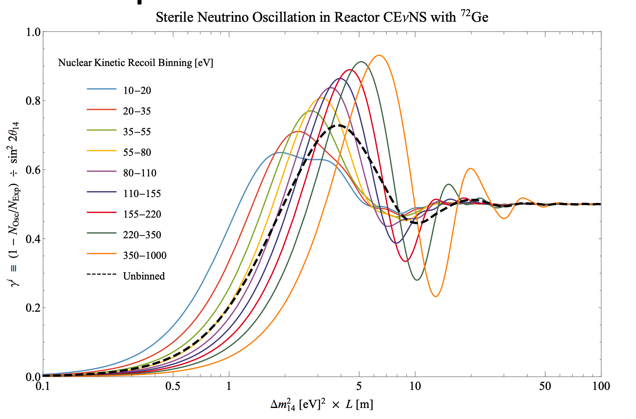 Sterile Neutrino Oscillation in Reactor CEνNS with ⁷²Ge
1.0
0.8
0.6
0.4
0.2
0.0
γ′ ≡ (1 − N_Osc/N_Exp) ÷ sin² 2θ₁₄
Nuclear Kinetic Recoil Binning [eV]
10–20
20–35
35–55
55–80
80–110
110–155
155–220
220–350
350–1000
Unbinned
0.1 0.5 1 5 10 50 100
Δm²₁₄ [eV]² × L [m]